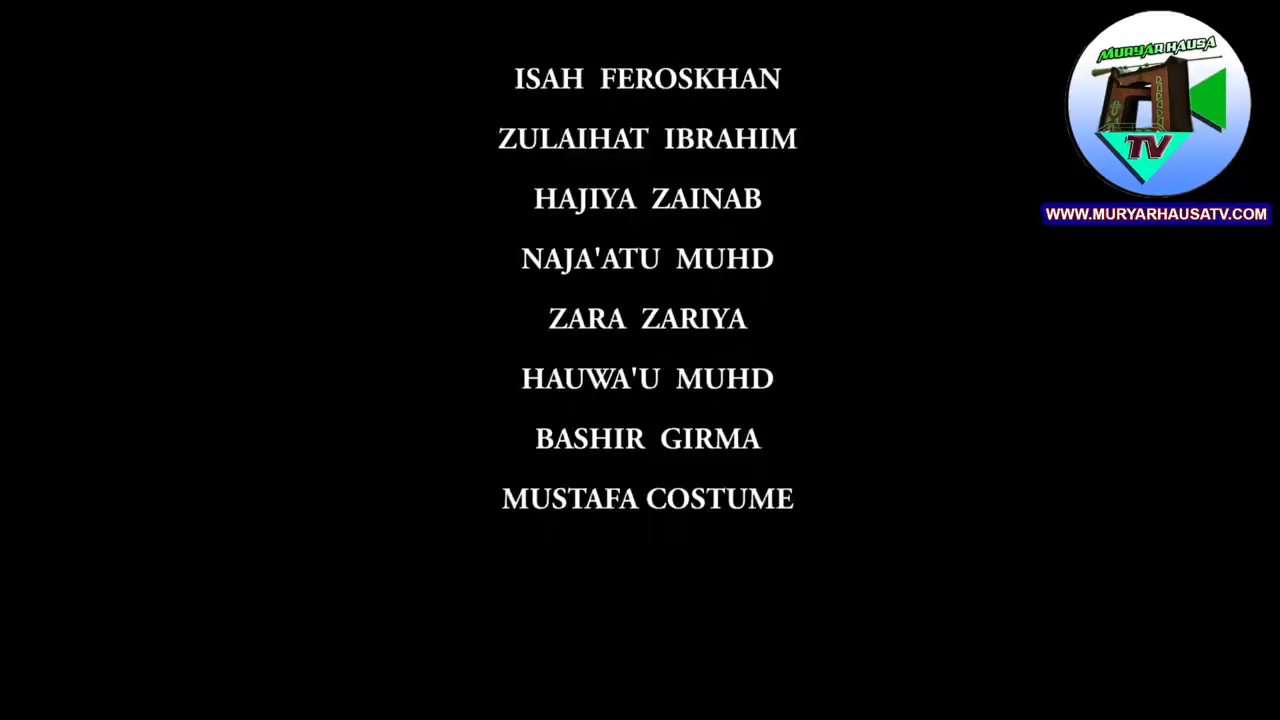 ISAH FEROSKHAN
ZULAIHAT IBRAHIM
HAJIYA ZAINAB
NAJA'ATU MUHD
ZARA ZARIYA
HAUWA'U MUHD
BASHIR GIRMA
MUSTAFA COSTUME
MURYAR HAUSA
TV
WWW.MURYARHAUSATV.COM